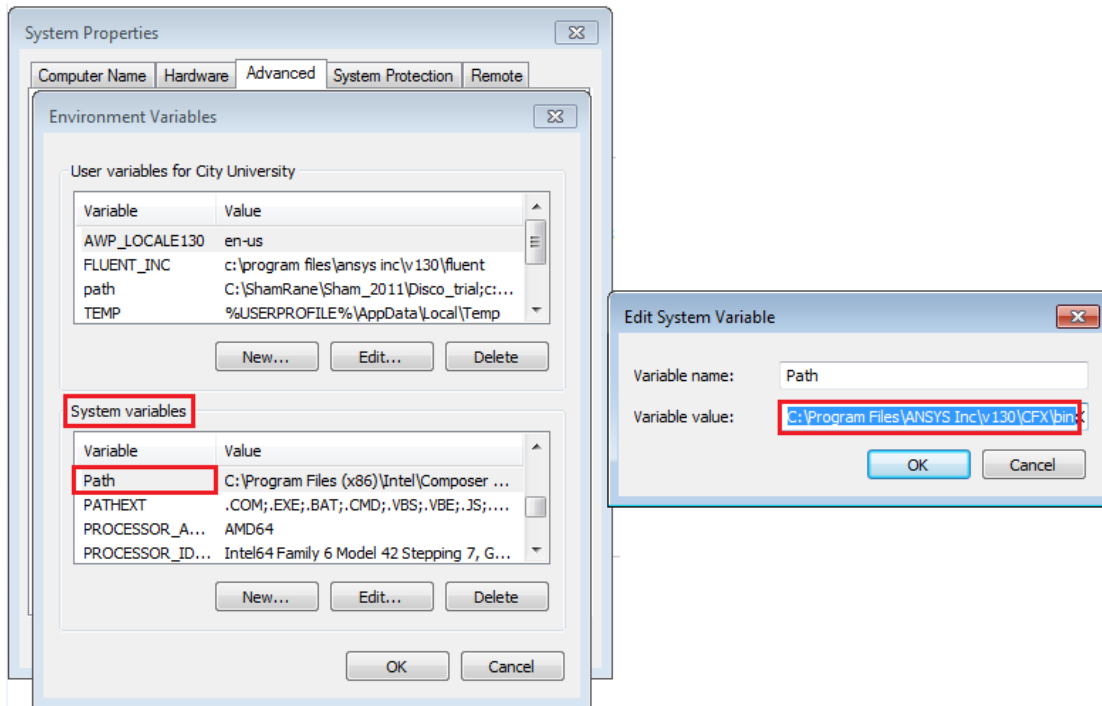 System Properties
Computer Name Hardware Advanced System Protection Remote
Environment Variables
User variables for City University
Variable Value
AWP_LOCALE130 en-us
FLUENT_INC c:\program files\ansys inc\v130\fluent
path C:\ShamRane\Sham_2011\Disco_trial;c:...
TEMP %USERPROFILE%\AppData\Local\Temp
New... Edit... Delete
System variables
Variable Value
Path C:\Program Files (x86)\Intel\Composer ...
PATHEXT .COM;.EXE;.BAT;.CMD;.VBS;.VBE;.JS;....
PROCESSOR_A... AMD64
PROCESSOR_ID... Intel64 Family 6 Model 42 Stepping 7, G...
New... Edit... Delete
OK Cancel
Edit System Variable
Variable name: Path
Variable value: C:\Program Files\ANSYS Inc\v130\CFX\bin
OK Cancel